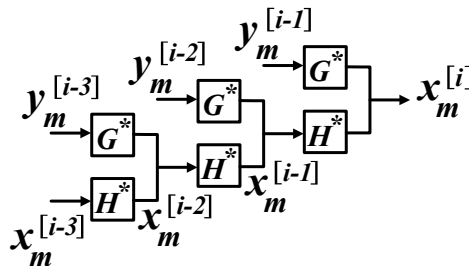 y_m^[i-1]
G*
x_m^[i]
y_m^[i-2]
G*
H*
y_m^[i-3]
G*
H*
x_m^[i-1]
H*
x_m^[i-2]
x_m^[i-3]